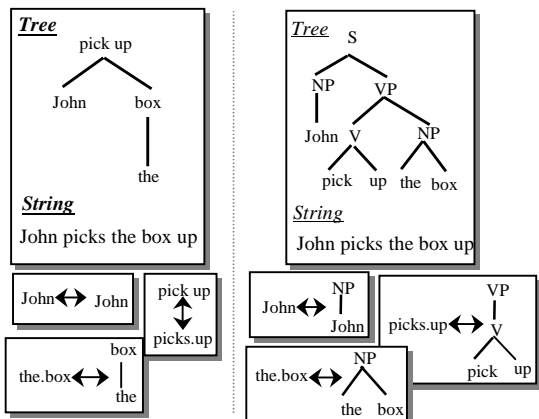 Tree
pick up
John box
the
String
John picks the box up
John John
pick up
picks.up
box
the.box
the
Tree
S
NP VP
John V NP
pick up the box
String
John picks the box up
NP
John
John
VP
picks.up V
pick up
NP
the.box
the box